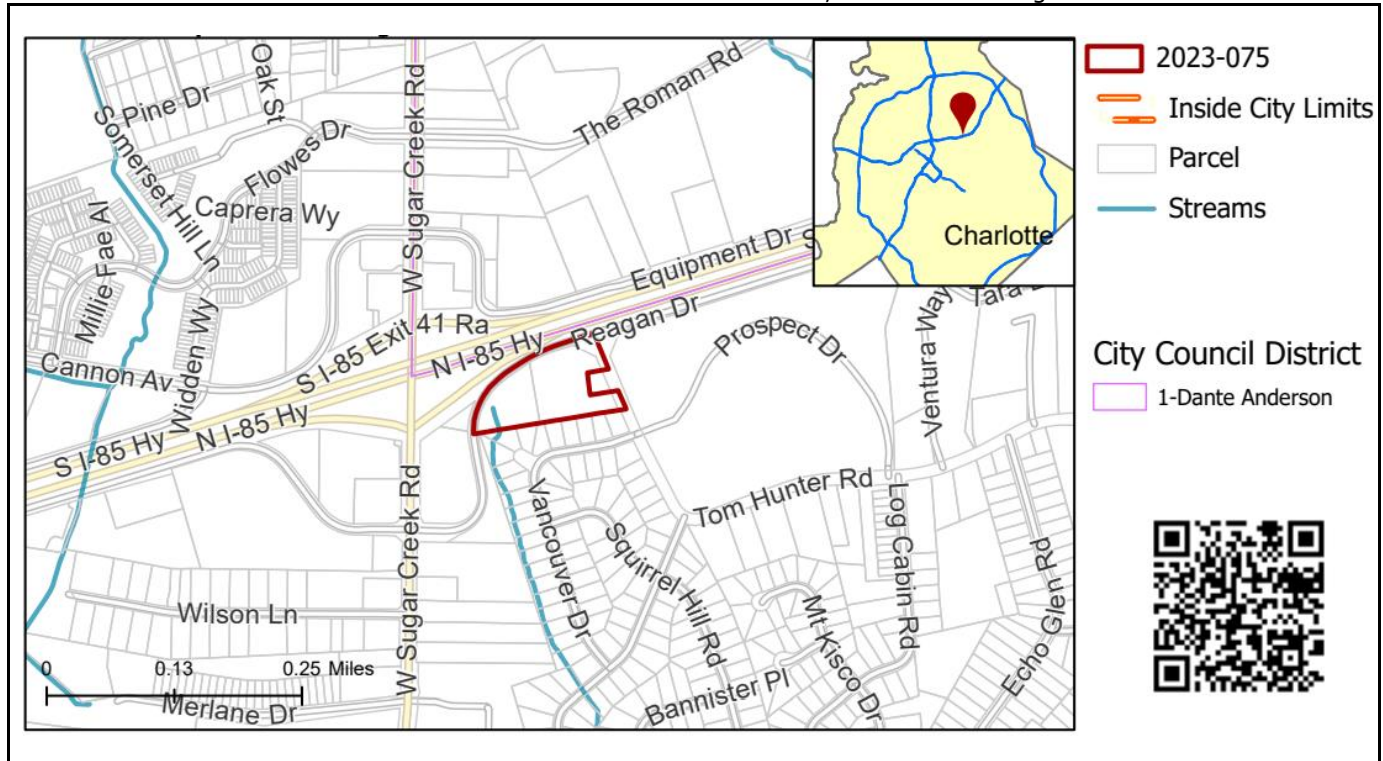 2023-075
Inside City Limits
Parcel
Streams
City Council District
1-Dante Anderson
Charlotte
Oak St
S Pine Dr
Somerset Hill Ln
Flowes Dr
W Sugar Creek Rd
The Roman Rd
Caprera Wy
Millie Fae Al
Widden Wy
Cannon Av
S I-85 Exit 41 Ra
Equipment Dr
S
N I-85 Hy
Reagan Dr
Prospect Dr
Ventura Way
S I-85 Hy
N I-85 Hy
W Sugar Creek Rd
Vancouver Dr
Squirrel Hill Rd
Tom Hunter Rd
Log Cabin Rd
Echo Glen Rd
Mt Kisco Dr
Bannister Pl
Wilson Ln
Merlane Dr
0
0.13
0.25 Miles